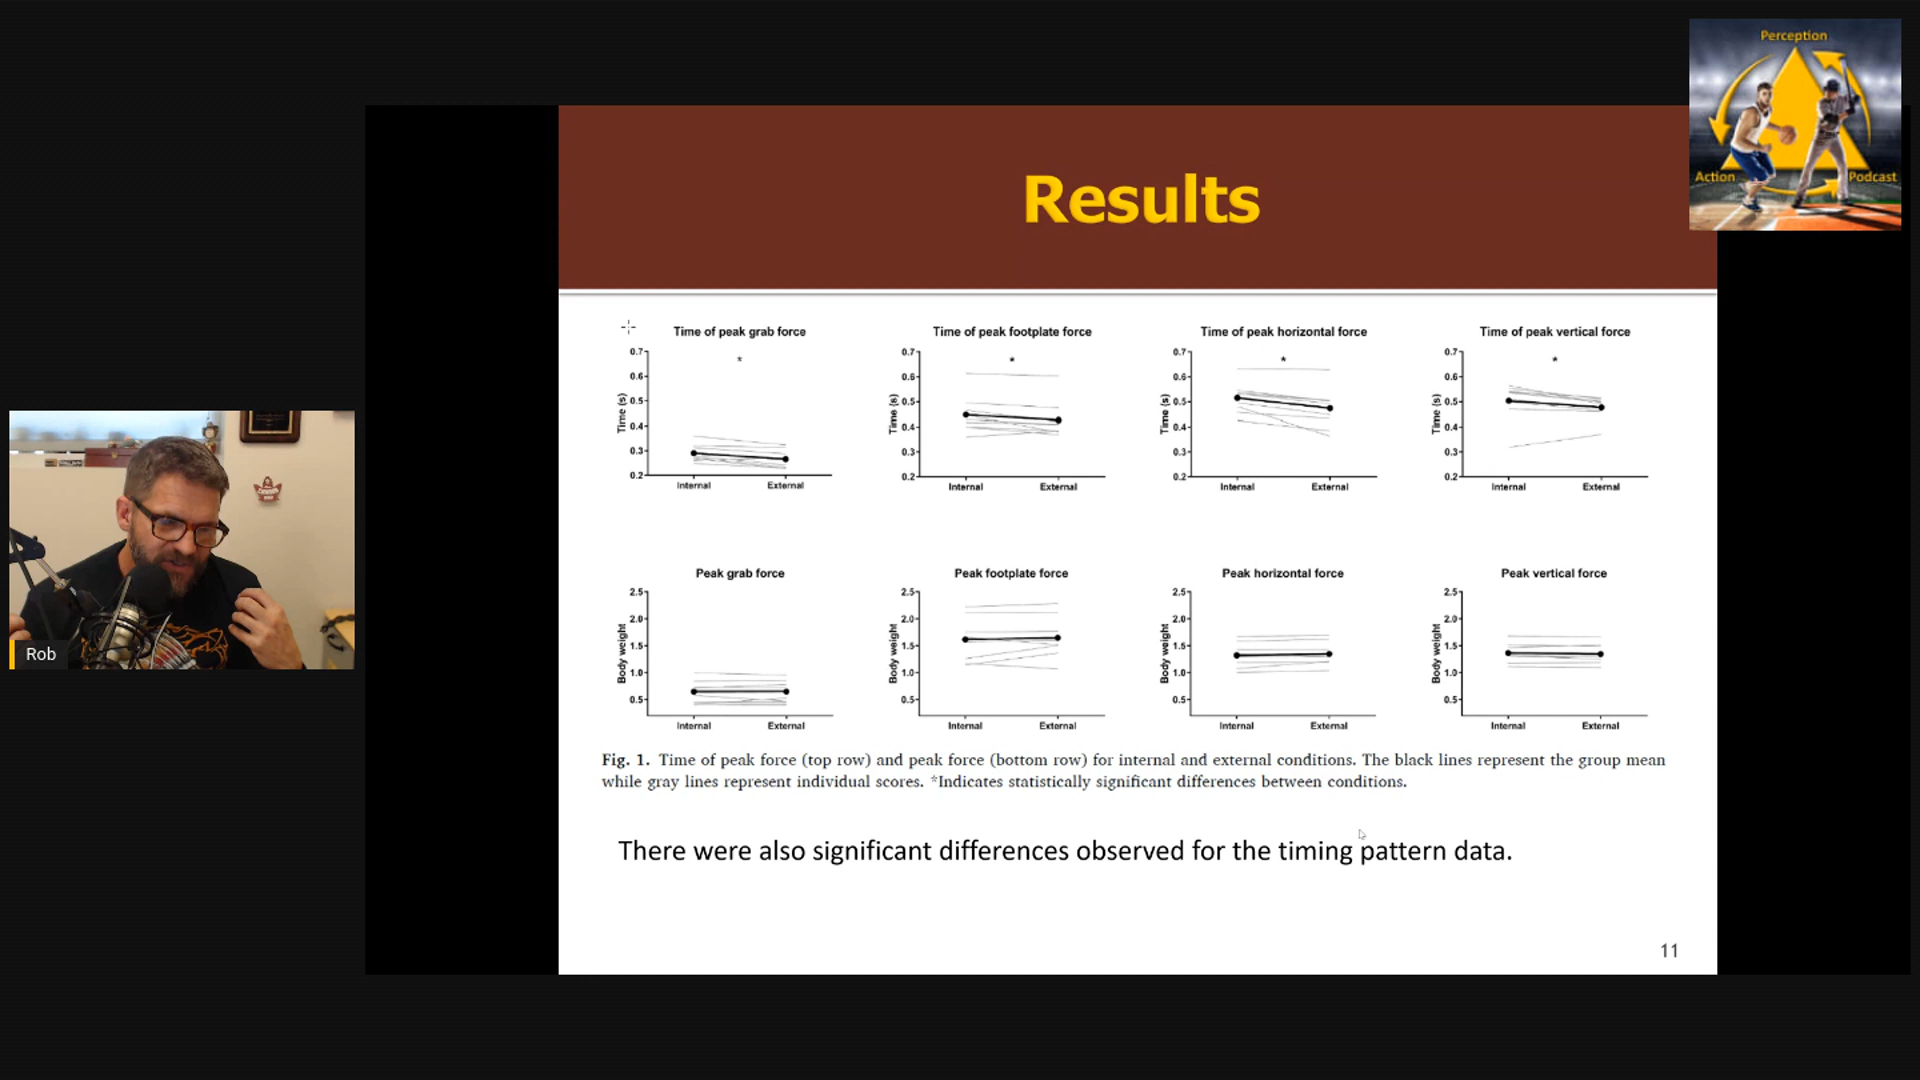 Perception
Action
Podcast
Results
Time of peak grab force
*
0.7
0.6
0.5
0.4
0.3
0.2
Time (s)
Internal
External
Time of peak footplate force
*
0.7
0.6
0.5
0.4
0.3
0.2
Time (s)
Internal
External
Time of peak horizontal force
*
0.7
0.6
0.5
0.4
0.3
0.2
Time (s)
Internal
External
Time of peak vertical force
*
0.7
0.6
0.5
0.4
0.3
0.2
Time (s)
Internal
External
Peak grab force
2.5
2.0
1.5
1.0
0.5
Body weight
Internal
External
Peak footplate force
2.5
2.0
1.5
1.0
0.5
Body weight
Internal
External
Peak horizontal force
2.5
2.0
1.5
1.0
0.5
Body weight
Internal
External
Peak vertical force
2.5
2.0
1.5
1.0
0.5
Body weight
Internal
External
Fig. 1. Time of peak force (top row) and peak force (bottom row) for internal and external conditions. The black lines represent the group mean
while gray lines represent individual scores. *Indicates statistically significant differences between conditions.
There were also significant differences observed for the timing pattern data.
11
Rob